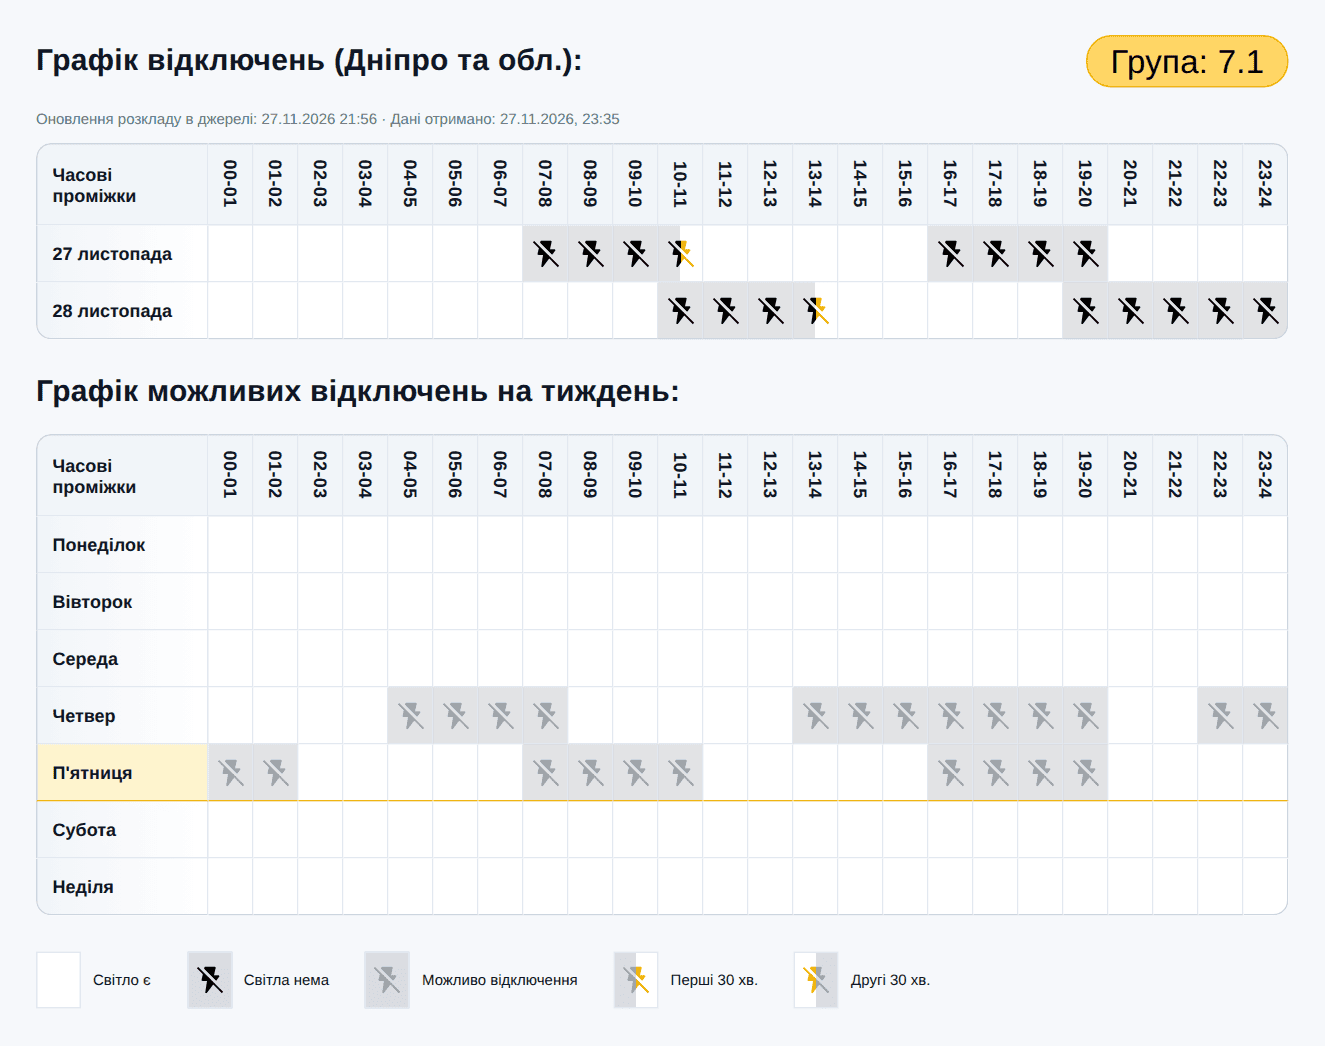 Графік відключень (Дніпро та обл.):
Група: 7.1
Оновлення розкладу в джерелі: 27.11.2026 21:56 · Дані отримано: 27.11.2026, 23:35
Часові проміжки 00-01 01-02 02-03 03-04 04-05 05-06 06-07 07-08 08-09 09-10 10-11 11-12 12-13 13-14 14-15 15-16 16-17 17-18 18-19 19-20 20-21 21-22 22-23 23-24
27 листопада
28 листопада
Графік можливих відключень на тиждень:
Часові проміжки 00-01 01-02 02-03 03-04 04-05 05-06 06-07 07-08 08-09 09-10 10-11 11-12 12-13 13-14 14-15 15-16 16-17 17-18 18-19 19-20 20-21 21-22 22-23 23-24
Понеділок
Вівторок
Середа
Четвер
П'ятниця
Субота
Неділя
Світло є Світла нема Можливо відключення Перші 30 хв. Другі 30 хв.